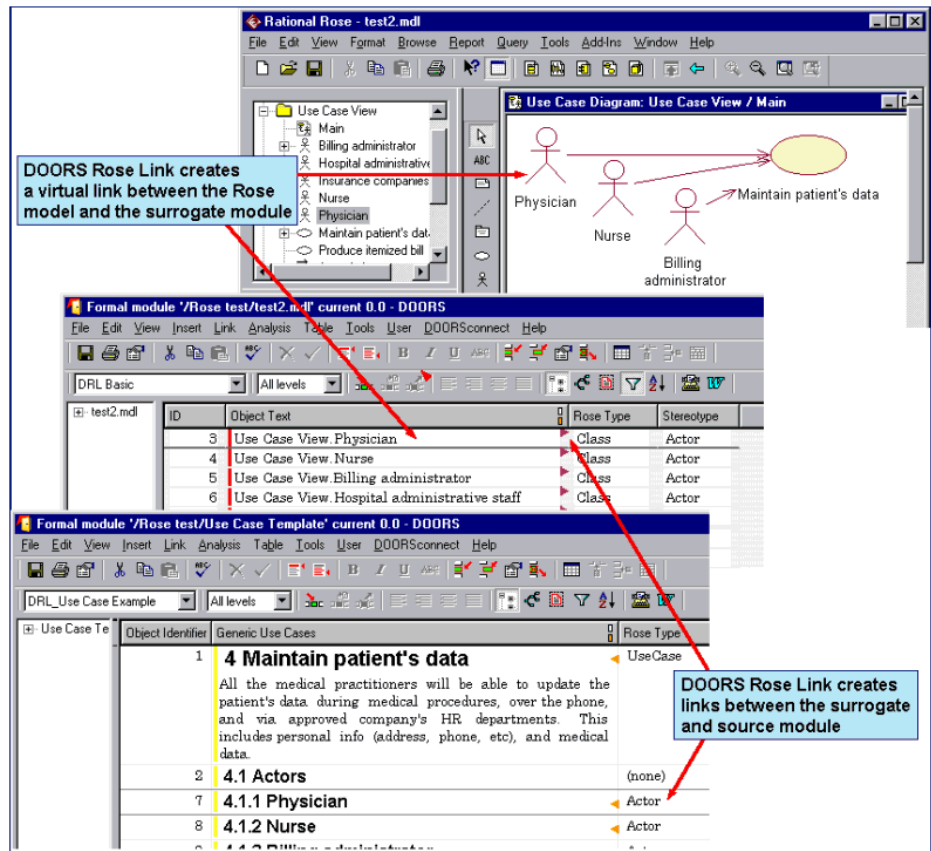 Rational Rose - test2.mdl
File Edit View Format Browse Report Query Tools Add-Ins Window Help
Use Case View
Main
Billing administrator
Hospital administrative
Insurance companies
Nurse
Physician
Maintain patient's dat
Produce itemized bill
ABC
Use Case Diagram: Use Case View / Main
Physician
Nurse
Billing
administrator
Maintain patient's data
DOORS Rose Link creates
a virtual link between the Rose
model and the surrogate module
Formal module '/Rose test/test2.mdl' current 0.0 - DOORS
File Edit View Insert Link Analysis Table Tools User DOORSconnect Help
DRL Basic All levels
test2.mdl
ID Object Text Rose Type Stereotype
3 Use Case View.Physician Class Actor
4 Use Case View.Nurse Class Actor
5 Use Case View.Billing administrator Class Actor
6 Use Case View.Hospital administrative staff Class Actor
Formal module '/Rose test/Use Case Template' current 0.0 - DOORS
File Edit View Insert Link Analysis Table Tools User DOORSconnect Help
DRL_Use Case Example All levels
Use Case Te
Object Identifier Generic Use Cases Rose Type
1 4 Maintain patient's data UseCase
All the medical practitioners will be able to update the
patient's data during medical procedures, over the phone,
and via approved company's HR departments. This
includes personal info (address, phone, etc), and medical
data.
2 4.1 Actors (none)
7 4.1.1 Physician Actor
8 4.1.2 Nurse Actor
4.1.3 Billing administrator
DOORS Rose Link creates
links between the surrogate
and source module